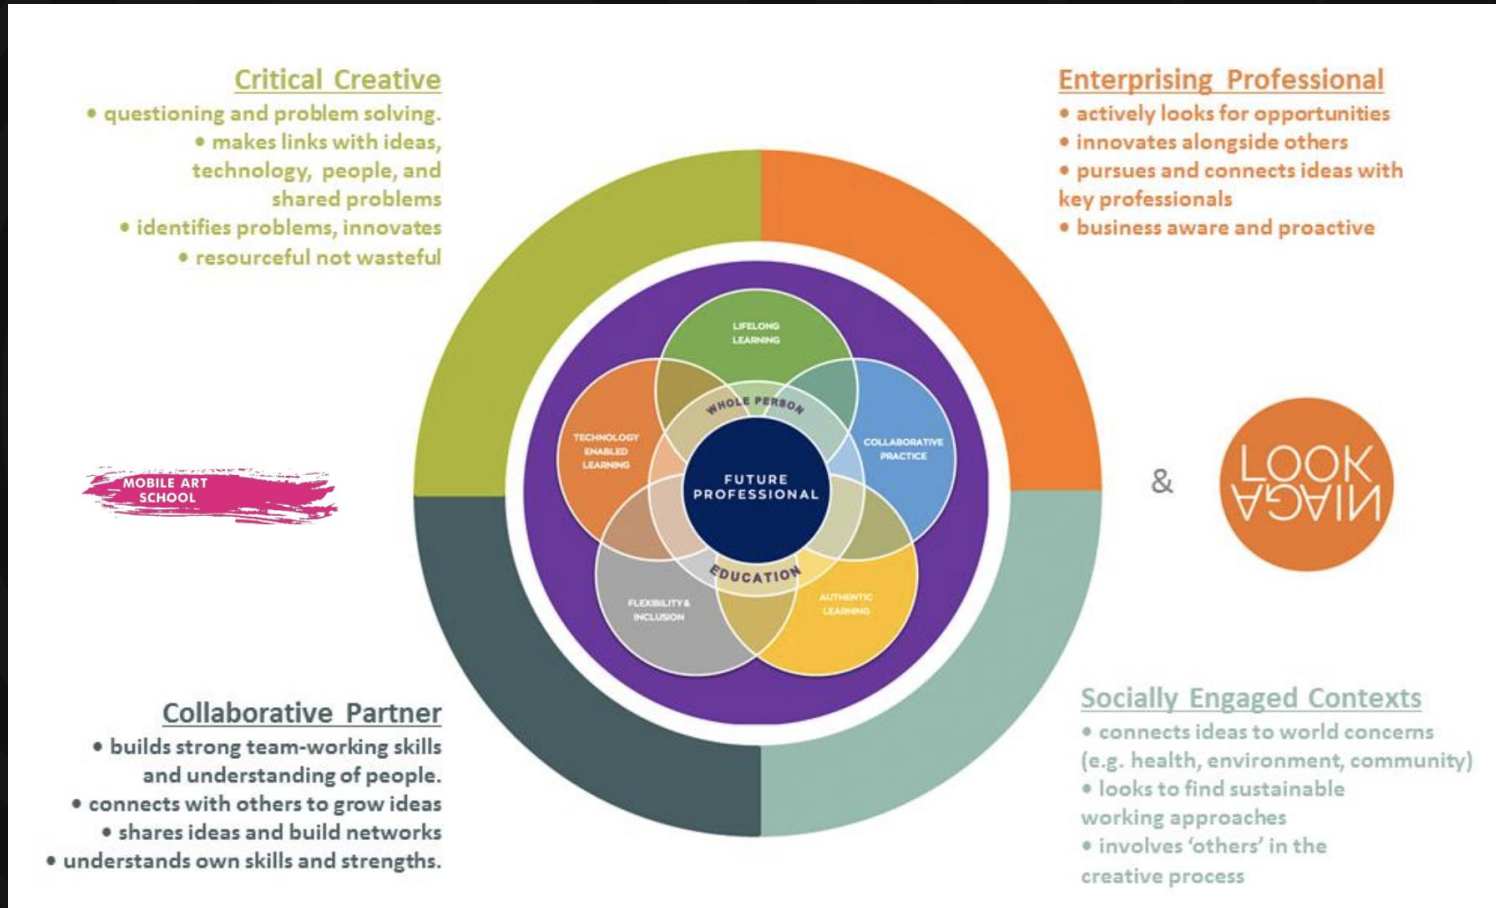 Critical Creative
• questioning and problem solving.
• makes links with ideas,
technology, people, and
shared problems
• identifies problems, innovates
• resourceful not wasteful
Enterprising Professional
• actively looks for opportunities
• innovates alongside others
• pursues and connects ideas with
key professionals
• business aware and proactive
LIFELONG
LEARNING
WHOLE PERSON
TECHNOLOGY
ENABLED
LEARNING
COLLABORATIVE
PRACTICE
FUTURE
PROFESSIONAL
EDUCATION
FLEXIBILITY &
INCLUSION
AUTHENTIC
LEARNING
MOBILE ART
SCHOOL
&
LOOK
AGAIN
Collaborative Partner
• builds strong team-working skills
and understanding of people.
• connects with others to grow ideas
• shares ideas and build networks
• understands own skills and strengths.
Socially Engaged Contexts
• connects ideas to world concerns
(e.g. health, environment, community)
• looks to find sustainable
working approaches
• involves ‘others’ in the
creative process